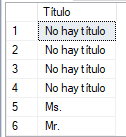 Título
1 No hay título
2 No hay título
3 No hay título
4 No hay título
5 Ms.
6 Mr.